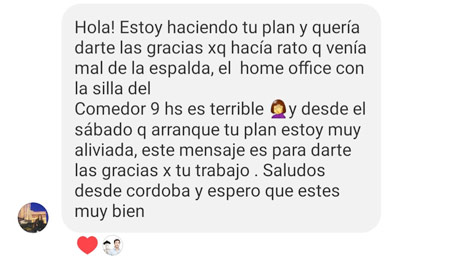 Hola! Estoy haciendo tu plan y quería
darte las gracias xq hacía rato q venía
mal de la espalda, el  home office con
la silla del
Comedor 9 hs es terrible 🤦‍♀️y desde el
sábado q arranque tu plan estoy muy
aliviada, este mensaje es para darte
las gracias x tu trabajo . Saludos
desde cordoba y espero que estes
muy bien